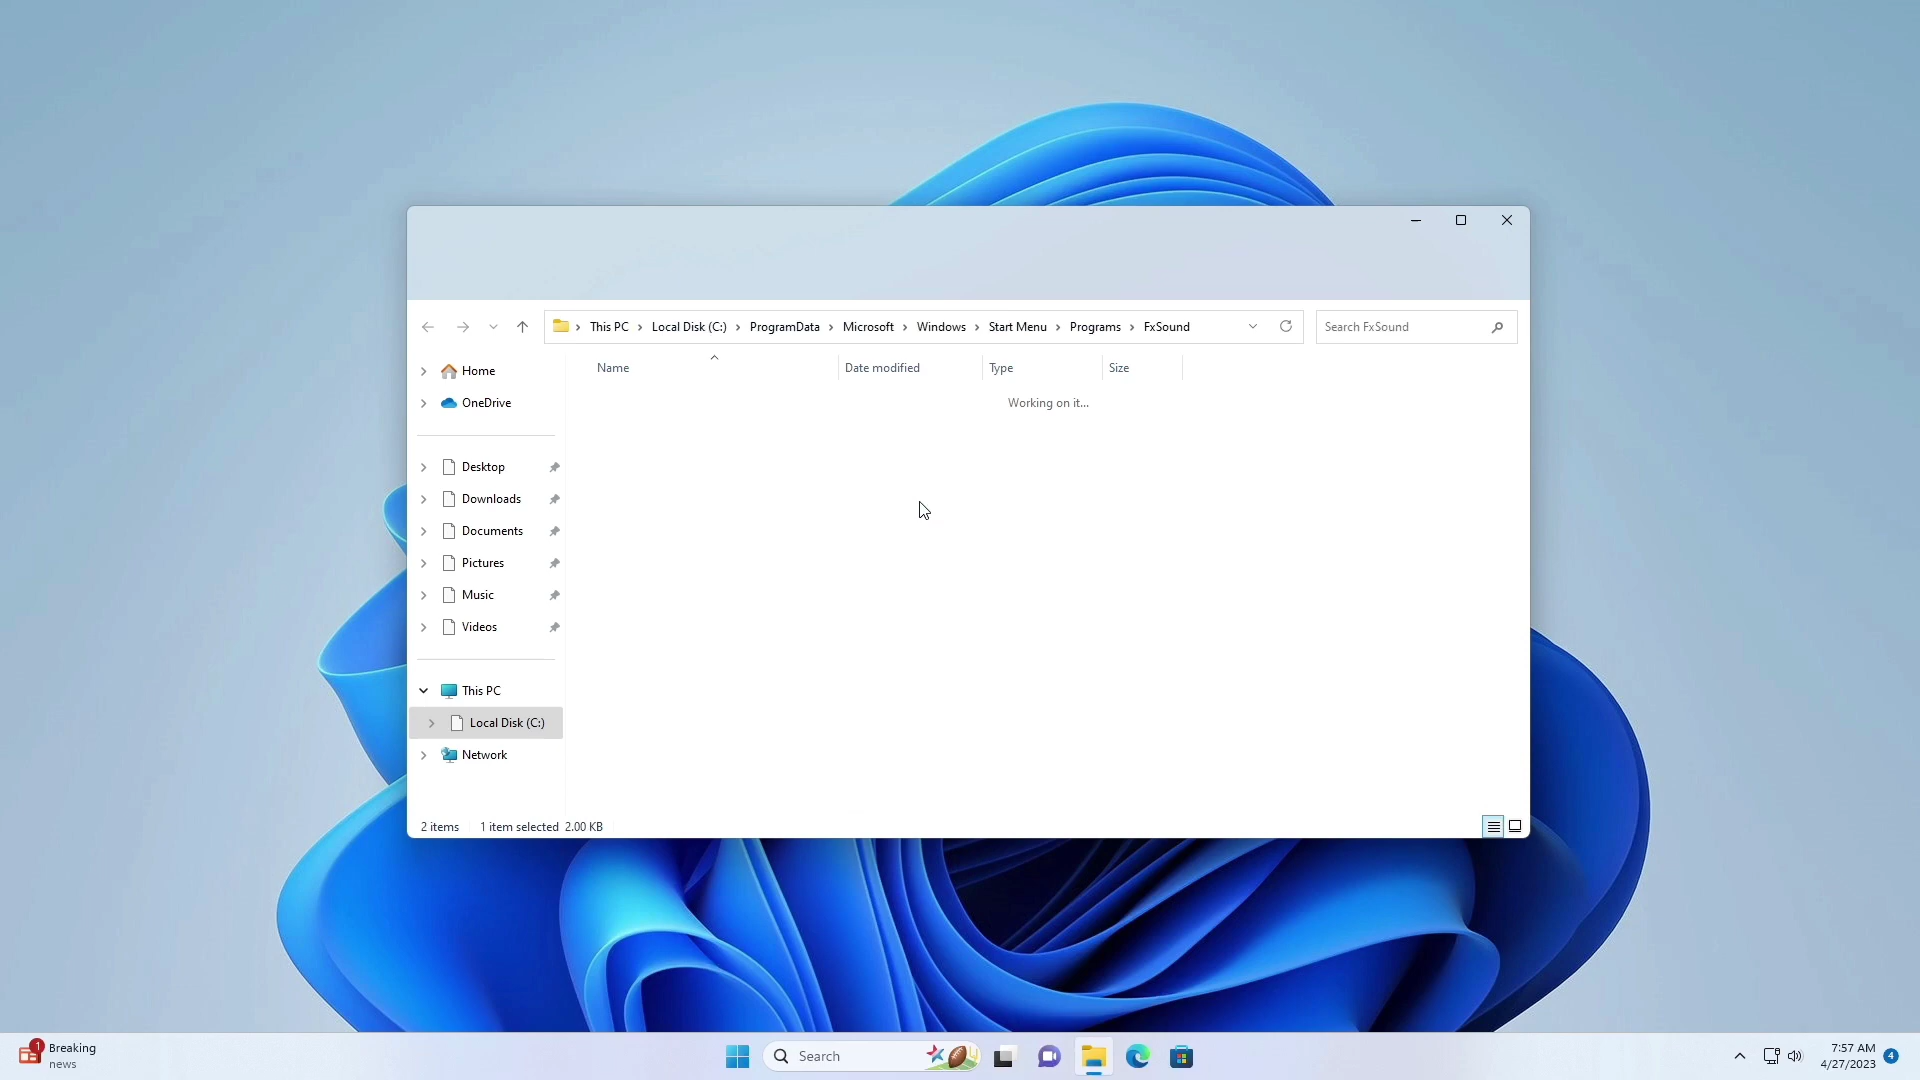 This PC › Local Disk (C:) › ProgramData › Microsoft › Windows › Start Menu › Programs › FxSound
Search FxSound
Name Date modified Type Size
Working on it...
Home
OneDrive
Desktop
Downloads
Documents
Pictures
Music
Videos
This PC
Local Disk (C:)
Network
2 items 1 item selected 2.00 KB
1
Breaking
news
Search
7:57 AM
4/27/2023
4